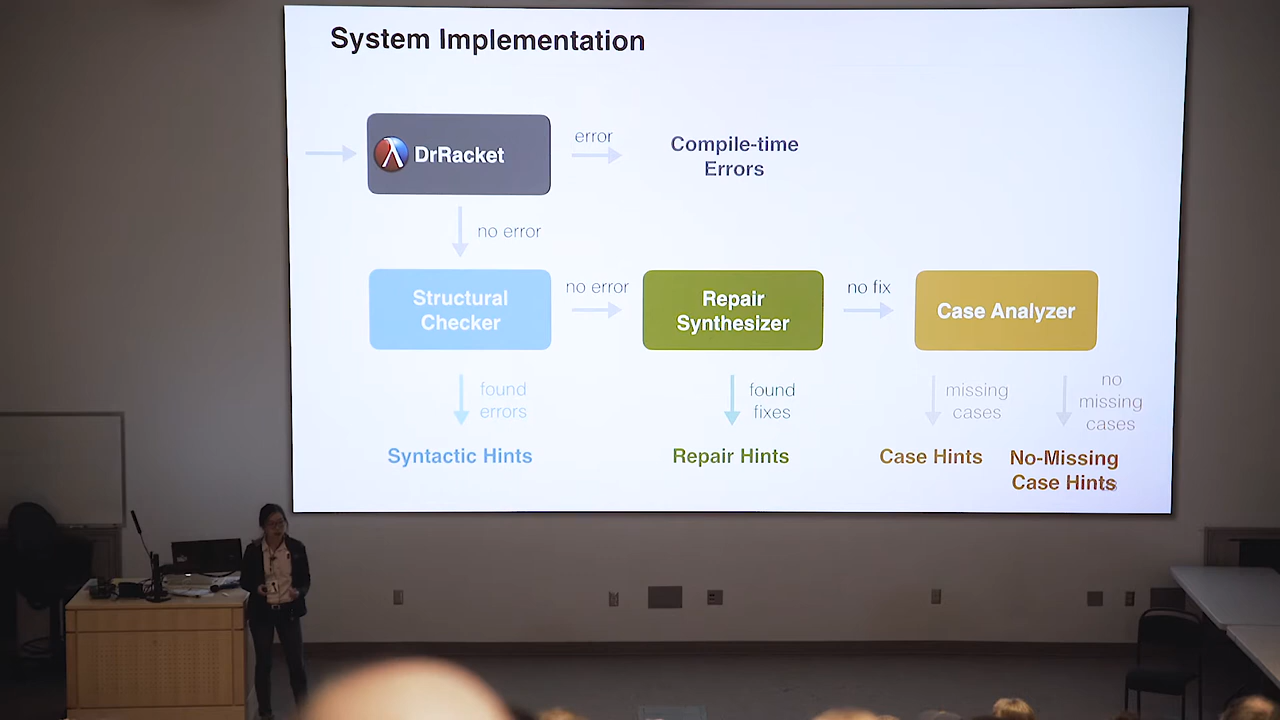 System Implementation
DrRacket
error
Compile-time
Errors
no error
Structural
Checker
no error
Repair
Synthesizer
no fix
Case Analyzer
found
errors
found
fixes
missing
cases
no
missing
cases
Syntactic Hints
Repair Hints
Case Hints
No-Missing
Case Hints